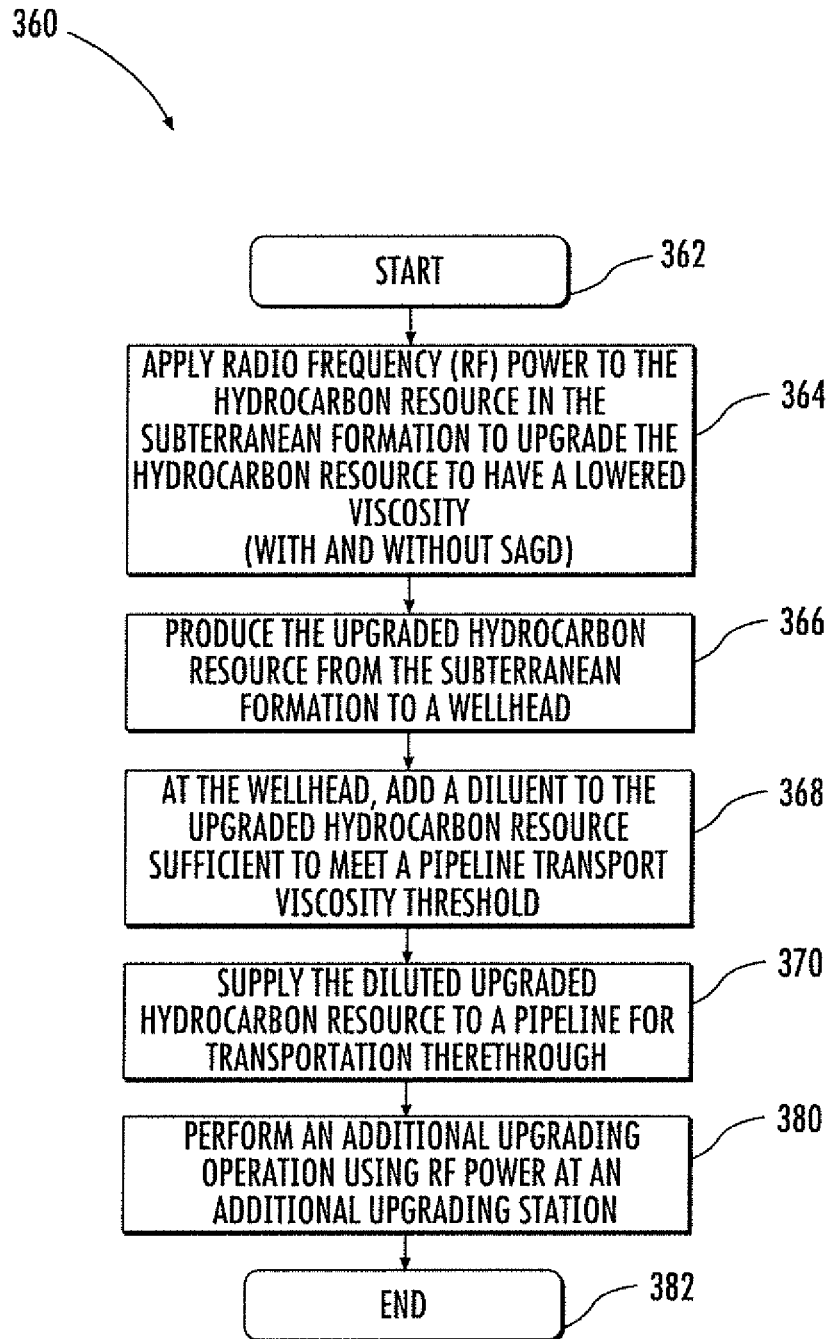 360
START
362
APPLY RADIO FREQUENCY (RF) POWER TO THE
HYDROCARBON RESOURCE IN THE
SUBTERRANEAN FORMATION TO UPGRADE THE
HYDROCARBON RESOURCE TO HAVE A LOWERED
VISCOSITY
(WITH AND WITHOUT SAGD)
364
PRODUCE THE UPGRADED HYDROCARBON
RESOURCE FROM THE SUBTERRANEAN
FORMATION TO A WELLHEAD
366
AT THE WELLHEAD, ADD A DILUENT TO THE
UPGRADED HYDROCARBON RESOURCE
SUFFICIENT TO MEET A PIPELINE TRANSPORT
VISCOSITY THRESHOLD
368
SUPPLY THE DILUTED UPGRADED
HYDROCARBON RESOURCE TO A PIPELINE FOR
TRANSPORTATION THERETHROUGH
370
PERFORM AN ADDITIONAL UPGRADING
OPERATION USING RF POWER AT AN
ADDITIONAL UPGRADING STATION
380
END
382